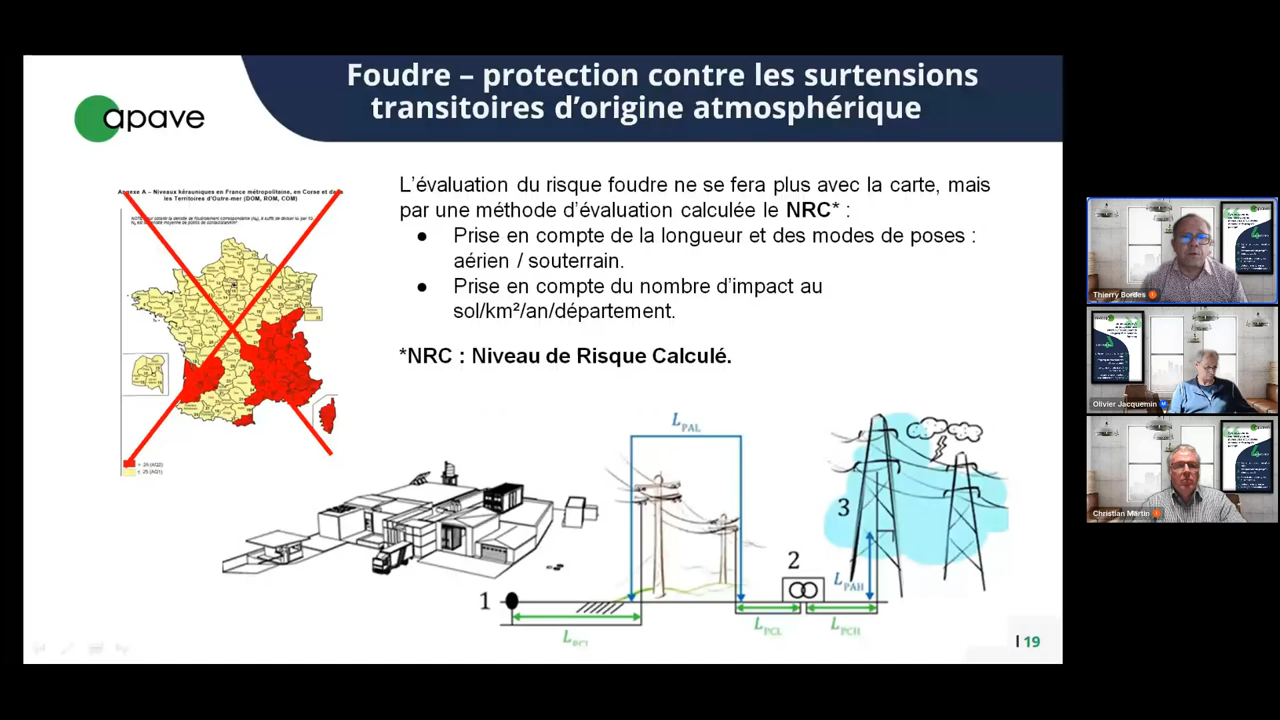 Foudre – protection contre les surtensions
transitoires d’origine atmosphérique
apave
Annexe A – Niveaux kérauniques en France métropolitaine, en Corse et dans
les Territoires d'Outre-mer (DOM, ROM, COM)
L’évaluation du risque foudre ne se fera plus avec la carte, mais
par une méthode d’évaluation calculée le NRC* :
● Prise en compte de la longueur et des modes de poses :
aérien / souterrain.
● Prise en compte du nombre d’impact au
sol/km²/an/département.
*NRC : Niveau de Risque Calculé.
L PAL
3
2
L PAH
1
L PCL
L PCH
19
Thierry Bordes
Olivier Jacquemin
Christian Martin